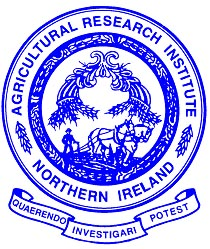 AGRICULTURAL RESEARCH INSTITUTE
NORTHERN IRELAND
QUAERENDO INVESTIGARI POTEST